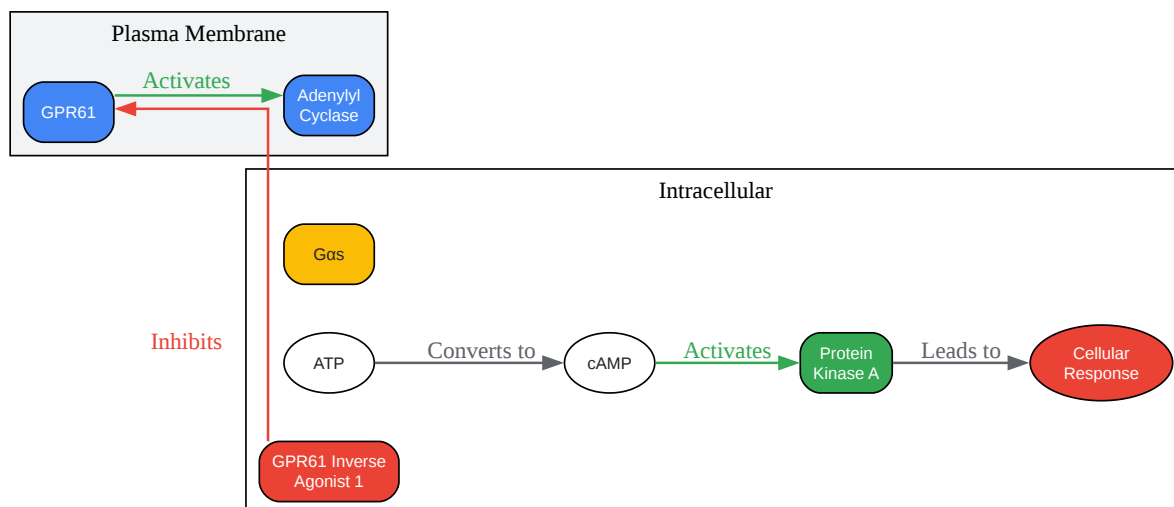 Plasma Membrane
Activates
GPR61
Adenylyl
Cyclase
Intracellular
Gαs
Inhibits
ATP
Converts to
cAMP
Activates
Protein
Kinase A
Leads to
Cellular
Response
GPR61 Inverse
Agonist 1